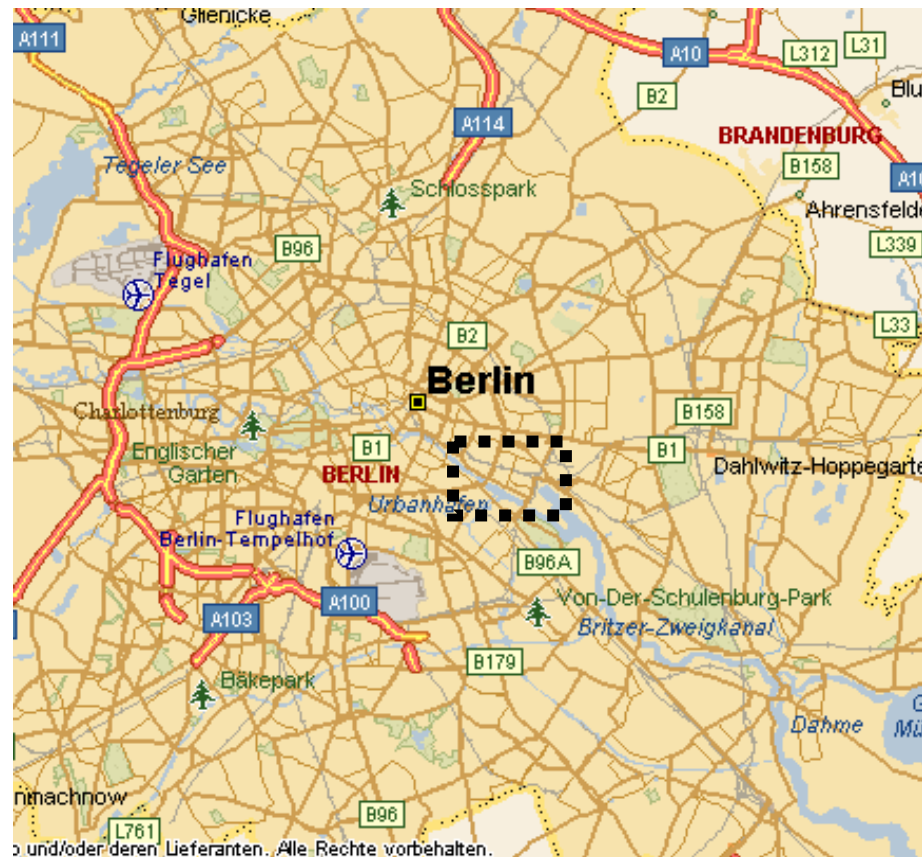 Glienicke
A111
A10
L312
L31
B2
Blu
A114
BRANDENBURG
Tegeler See
B158
A10
Schlosspark
Ahrensfelde
B96
L339
Flughafen
Tegel
L33
B2
Berlin
Charlottenburg
B158
Englischer
Garten
B1
B1
BERLIN
Dahlwitz-Hoppegarte
Urbanhafen
Flughafen
Berlin-Tempelhof
B96A
A100
Von-Der-Schulenburg-Park
A103
Britzer-Zweigkanal
B179
Bäkepark
G
Dahme
Mü
nmachnow
B96
L761
o und/oder deren Lieferanten. Alle Rechte vorbehalten.